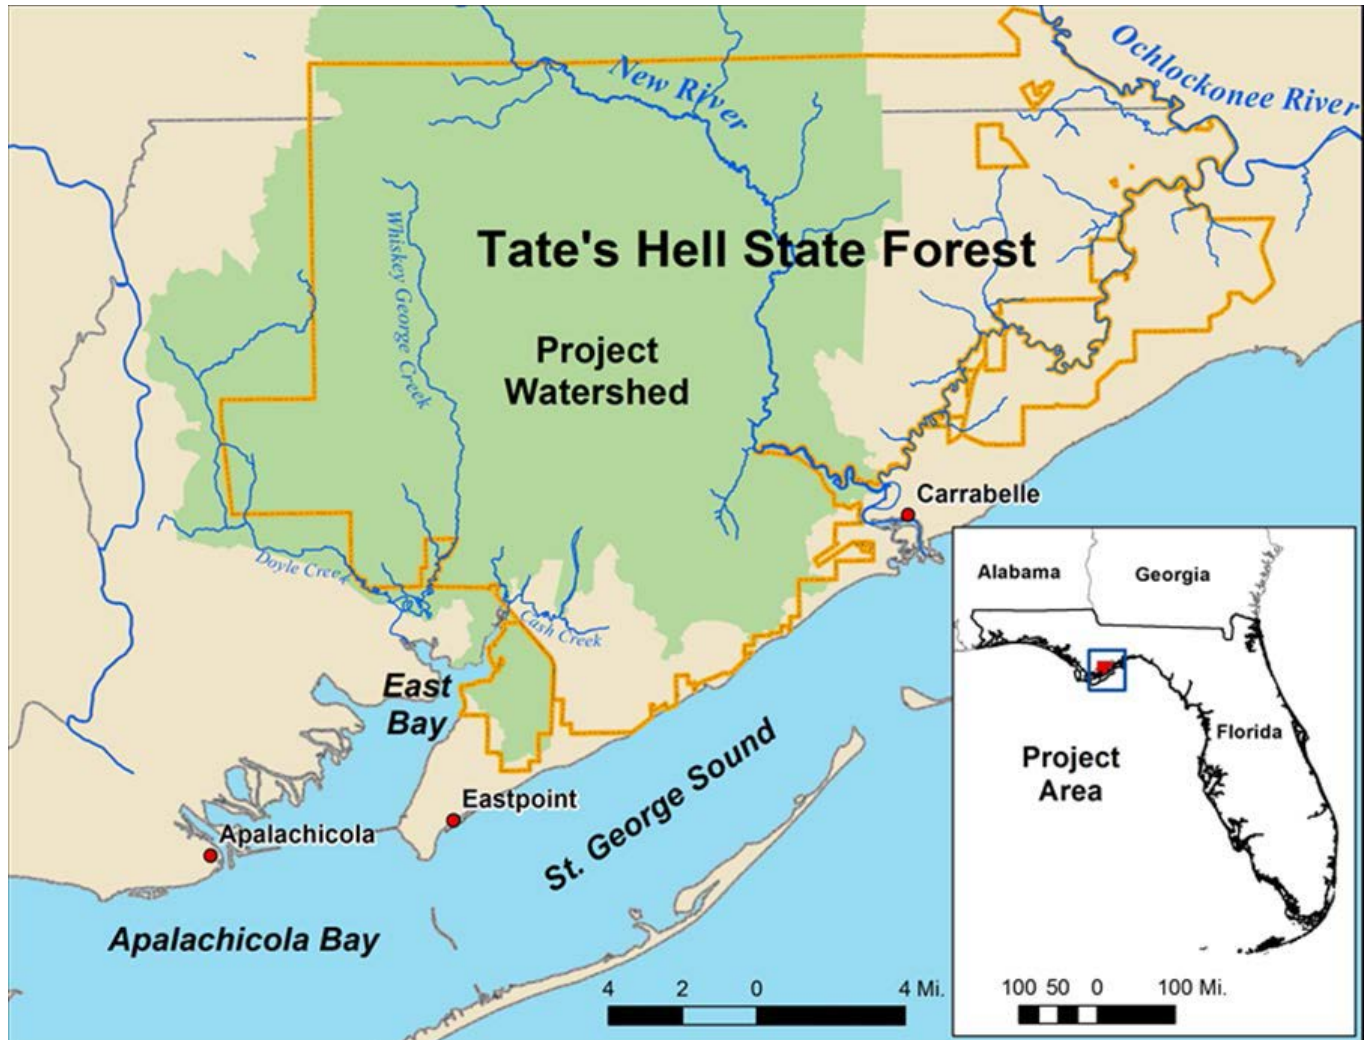 Ochlockonee River
New River
Whiskey George Creek
Tate's Hell State Forest
Project
Watershed
Carrabelle
Doyle Creek
Cash Creek
East
Bay
Eastpoint
Apalachicola
St. George Sound
Apalachicola Bay
4 2 0 4 Mi.
Alabama
Georgia
Florida
Project
Area
100 50 0 100 Mi.